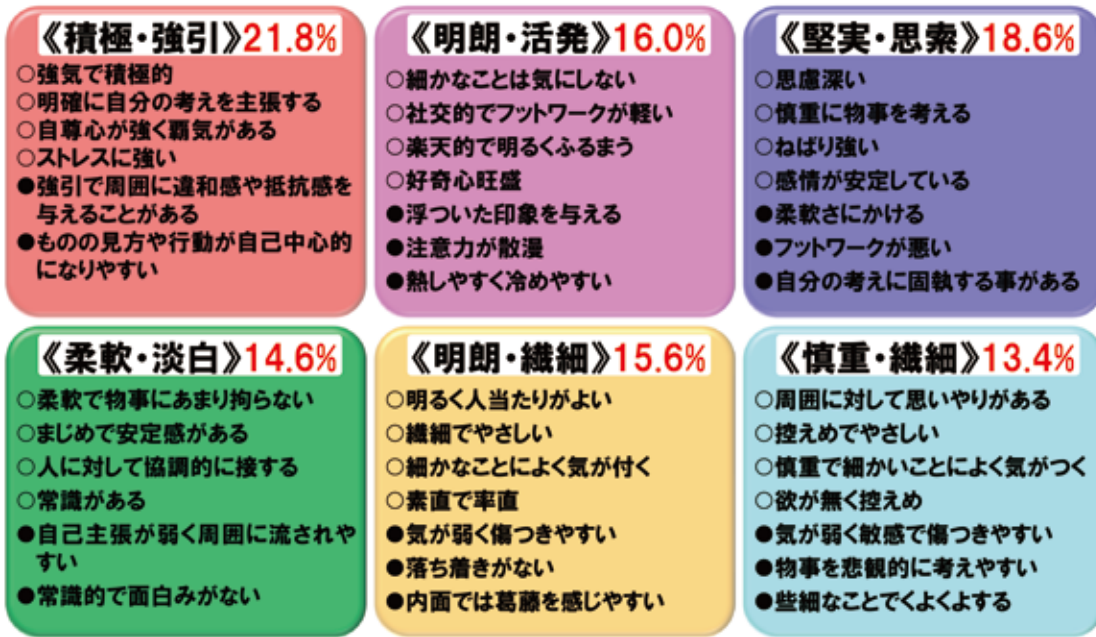 《積極・強引》21.8%
○強気で積極的
○明確に自分の考えを主張する
○自尊心が強く覇気がある
○ストレスに強い
●強引で周囲に違和感や抵抗感を
与えることがある
●ものの見方や行動が自己中心的
になりやすい
《明朗・活発》16.0%
○細かなことは気にしない
○社交的でフットワークが軽い
○楽天的で明るくふるまう
○好奇心旺盛
●浮ついた印象を与える
●注意力が散漫
●熱しやすく冷めやすい
《堅実・思索》18.6%
○思慮深い
○慎重に物事を考える
○ねばり強い
○感情が安定している
●柔軟さにかける
●フットワークが悪い
●自分の考えに固執する事がある
《柔軟・淡白》14.6%
○柔軟で物事にあまり拘らない
○まじめで安定感がある
○人に対して協調的に接する
○常識がある
●自己主張が弱く周囲に流されや
すい
●常識的で面白みがない
《明朗・繊細》15.6%
○明るく人当たりがよい
○繊細でやさしい
○細かなことによく気が付く
○素直で率直
●気が弱く傷つきやすい
●落ち着きがない
●内面では葛藤を感じやすい
《慎重・繊細》13.4%
○周囲に対して思いやりがある
○控えめでやさしい
○慎重で細かいことによく気がつく
○欲が無く控えめ
●気が弱く敏感で傷つきやすい
●物事を悲観的に考えやすい
●些細なことでくよくよする